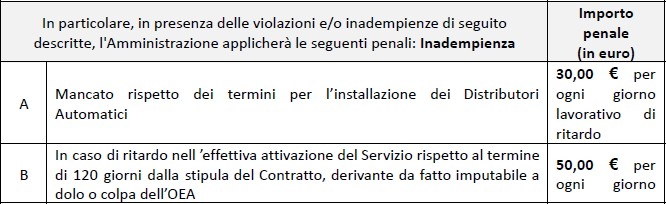 In particolare, in presenza delle violazioni e/o inadempienze di seguito
descritte, l'Amministrazione applicherà le seguenti penali: Inadempienza
Importo
penale
(in euro)
A
Mancato rispetto dei termini per l'installazione dei Distributori
Automatici
30,00 € per
ogni giorno
lavorativo di
ritardo
B
In caso di ritardo nell 'effettiva attivazione del Servizio rispetto al termine
di 120 giorni dalla stipula del Contratto, derivante da fatto imputabile a
dolo o colpa dell'OEA
50,00 € per
ogni giorno